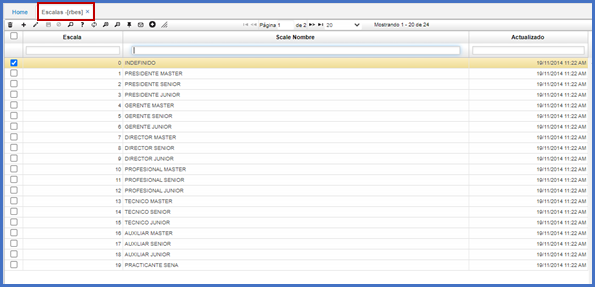 Home Escalas -[rbes] ×
Página 1 de 2 20 Mostrando 1 - 20 de 24
Escala Scale Nombre Actualizado
0 INDEFINIDO 19/11/2014 11:22 AM
1 PRESIDENTE MASTER 19/11/2014 11:22 AM
2 PRESIDENTE SENIOR 19/11/2014 11:22 AM
3 PRESIDENTE JUNIOR 19/11/2014 11:22 AM
4 GERENTE MASTER 19/11/2014 11:22 AM
5 GERENTE SENIOR 19/11/2014 11:22 AM
6 GERENTE JUNIOR 19/11/2014 11:22 AM
7 DIRECTOR MASTER 19/11/2014 11:22 AM
8 DIRECTOR SENIOR 19/11/2014 11:22 AM
9 DIRECTOR JUNIOR 19/11/2014 11:22 AM
10 PROFESIONAL MASTER 19/11/2014 11:22 AM
11 PROFESIONAL SENIOR 19/11/2014 11:22 AM
12 PROFESIONAL JUNIOR 19/11/2014 11:22 AM
13 TECNICO MASTER 19/11/2014 11:22 AM
14 TECNICO SENIOR 19/11/2014 11:22 AM
15 TECNICO JUNIOR 19/11/2014 11:22 AM
16 AUXILIAR MASTER 19/11/2014 11:22 AM
17 AUXILIAR SENIOR 19/11/2014 11:22 AM
18 AUXILIAR JUNIOR 19/11/2014 11:22 AM
19 PRACTICANTE SENA 19/11/2014 11:22 AM